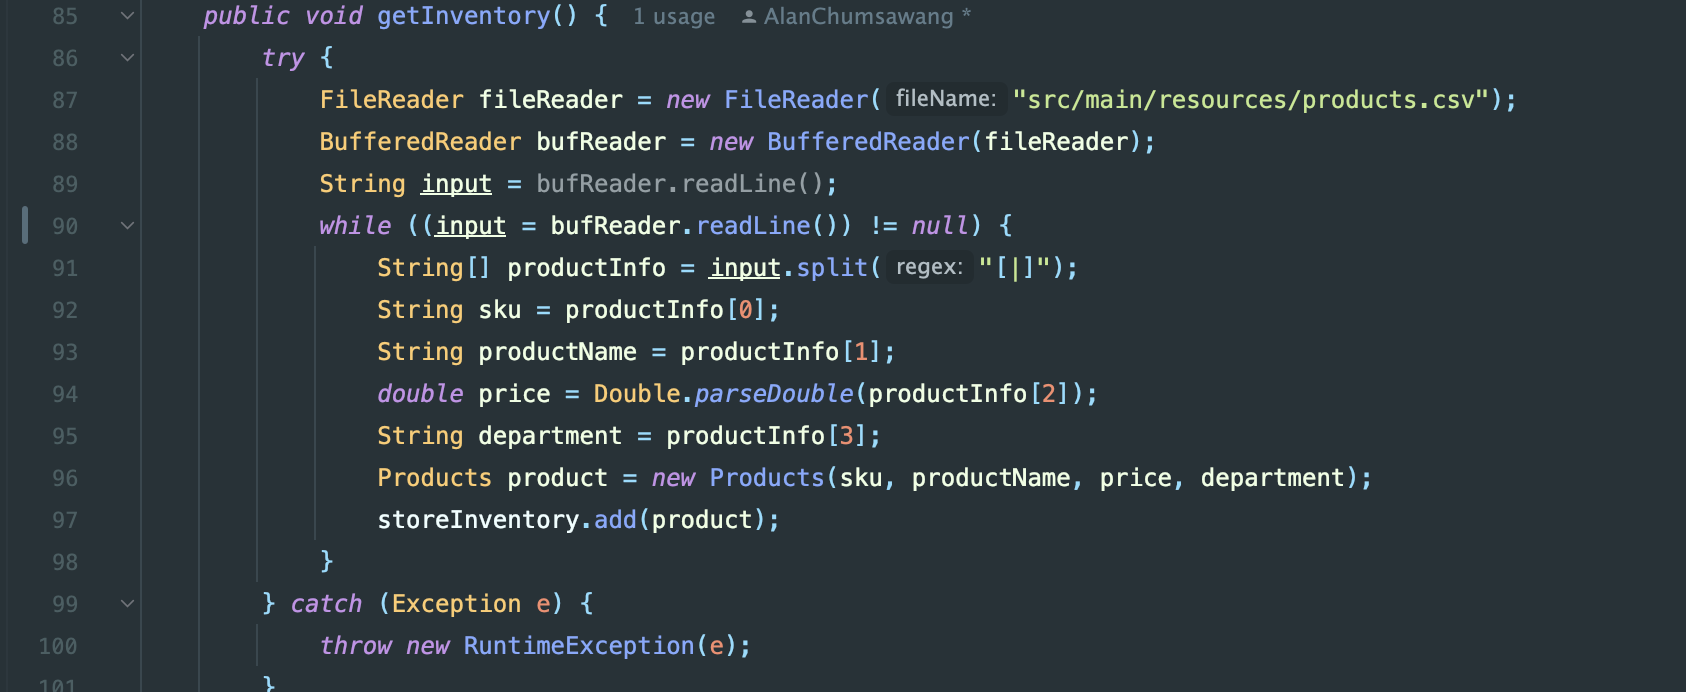 85 public void getInventory() { 1 usage AlanChumsawang *
86 try {
87 FileReader fileReader = new FileReader( fileName: "src/main/resources/products.csv");
88 BufferedReader bufReader = new BufferedReader(fileReader);
89 String input = bufReader.readLine();
90 while ((input = bufReader.readLine()) != null) {
91 String[] productInfo = input.split( regex: "[|]");
92 String sku = productInfo[0];
93 String productName = productInfo[1];
94 double price = Double.parseDouble(productInfo[2]);
95 String department = productInfo[3];
96 Products product = new Products(sku, productName, price, department);
97 storeInventory.add(product);
98 }
99 } catch (Exception e) {
100 throw new RuntimeException(e);
101 }